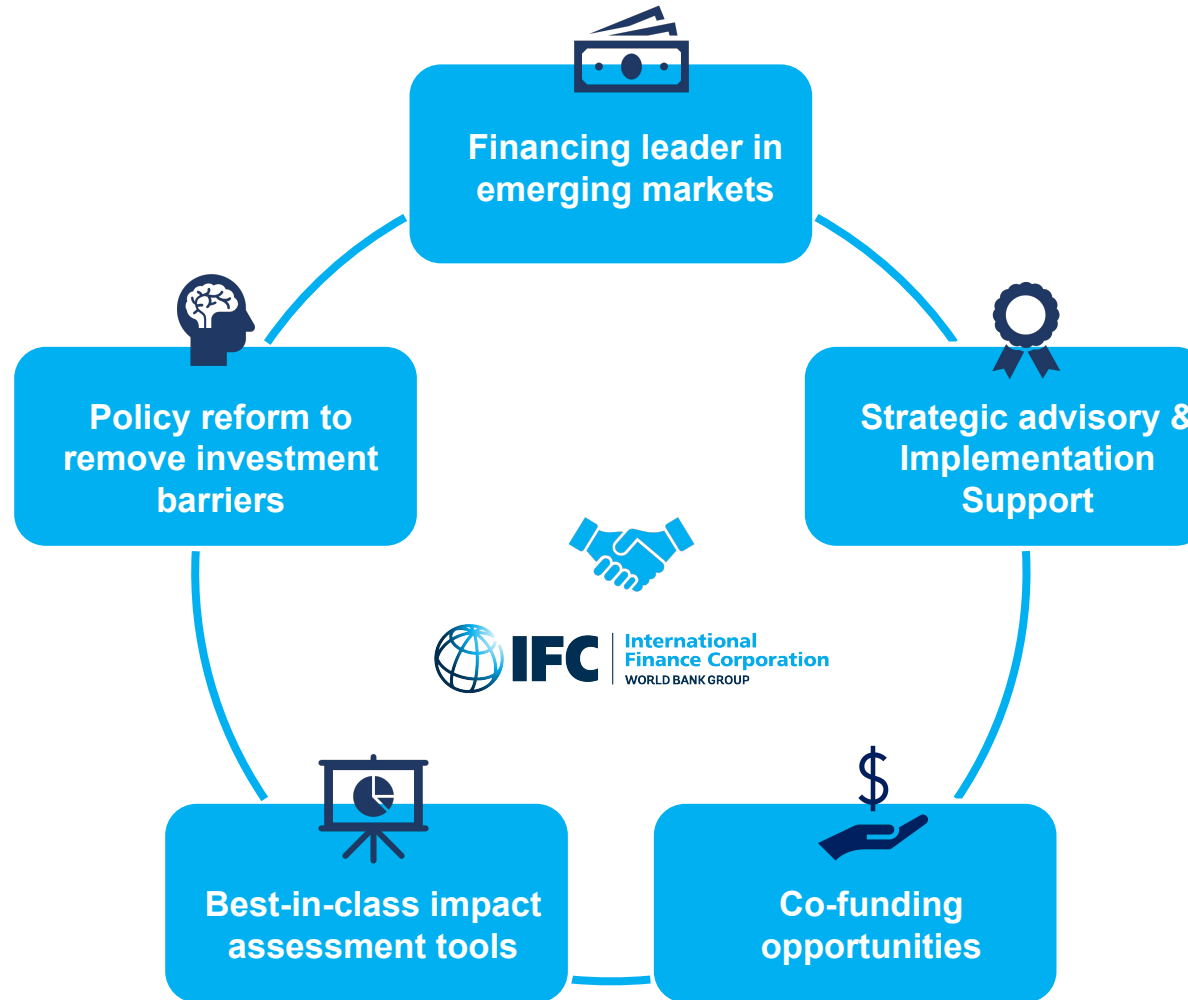 Financing leader in
emerging markets
Policy reform to
remove investment
barriers
Strategic advisory &
Implementation
Support
IFC
International
Finance Corporation
WORLD BANK GROUP
Best-in-class impact
assessment tools
Co-funding
opportunities